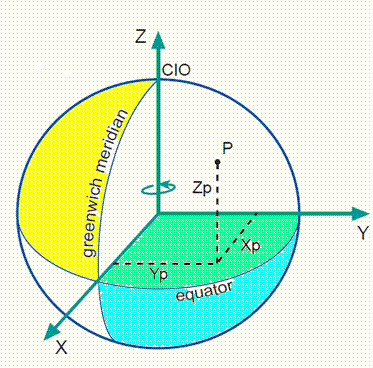 Z
CIO
greenwich meridian
P
Zp
Y
Xp
Yp
equator
X